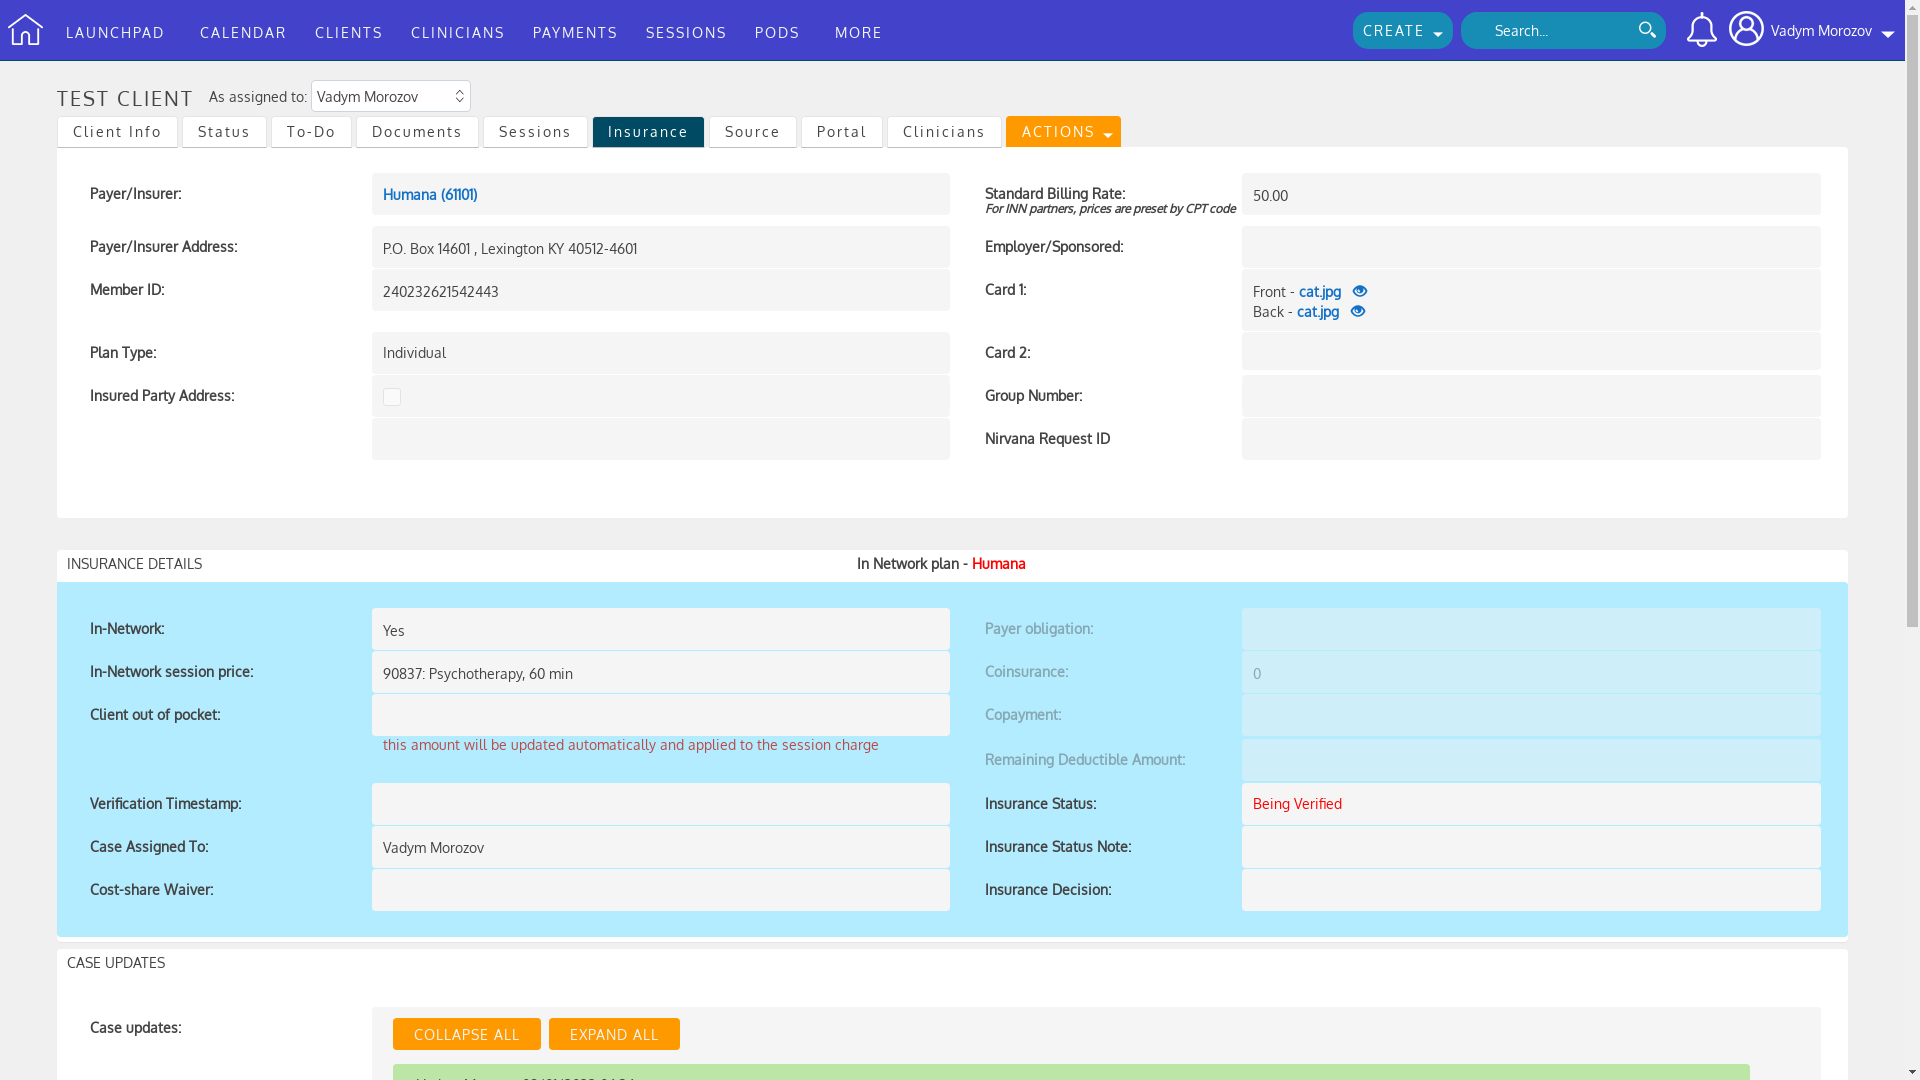 LAUNCHPAD CALENDAR CLIENTS CLINICIANS PAYMENTS SESSIONS PODS MORE CREATE Search... Vadym Morozov
TEST CLIENT As assigned to: Vadym Morozov
Client Info Status To-Do Documents Sessions Insurance Source Portal Clinicians ACTIONS
Payer/Insurer: Humana (61101) Standard Billing Rate: 50.00
For INN partners, prices are preset by CPT code
Payer/Insurer Address: P.O. Box 14601 , Lexington KY 40512-4601 Employer/Sponsored:
Member ID: 240232621542443 Card 1: Front - cat.jpg
Back - cat.jpg
Plan Type: Individual Card 2:
Insured Party Address: Group Number:
Nirvana Request ID
INSURANCE DETAILS In Network plan - Humana
In-Network: Yes Payer obligation:
In-Network session price: 90837: Psychotherapy, 60 min Coinsurance: 0
Client out of pocket: Copayment:
this amount will be updated automatically and applied to the session charge
Remaining Deductible Amount:
Verification Timestamp: Insurance Status: Being Verified
Case Assigned To: Vadym Morozov Insurance Status Note:
Cost-share Waiver: Insurance Decision:
CASE UPDATES
Case updates: COLLAPSE ALL EXPAND ALL